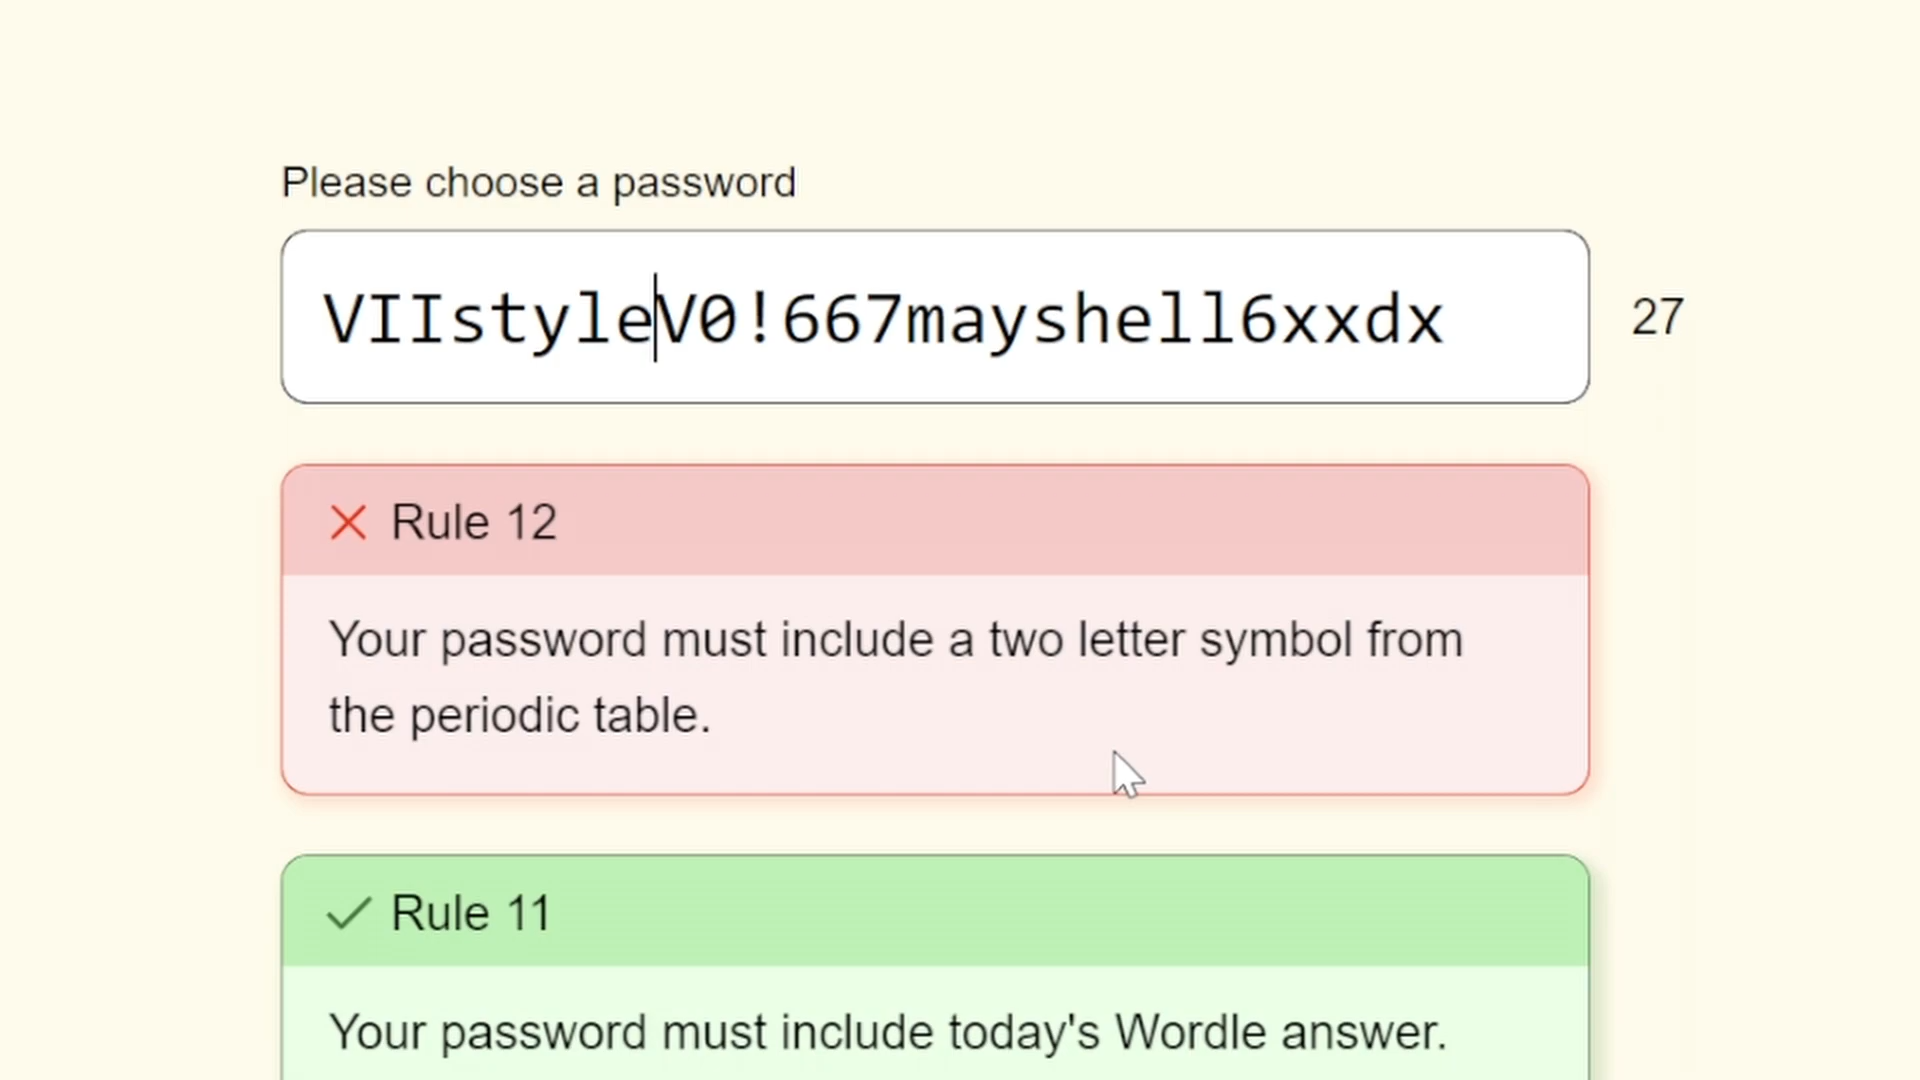 Please choose a password
VIIstyleV0!667mayshell6xxdx
27
Rule 12
Your password must include a two letter symbol from
the periodic table.
Rule 11
Your password must include today's Wordle answer.